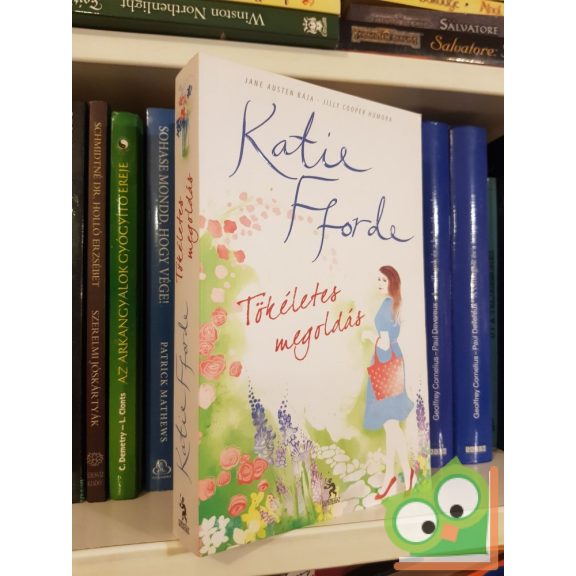 Winston Northenlight
SALVATORE
Salvatore
JANE AUSTEN BÁJA - JILLY COOPER HUMORA
Katie
Fforde
Tökéletes
megoldás
Tökéletes
megoldás
Katie Fforde
SCHMIDTNÉ DR. HOLLÓ ERZSÉBET
SZERELMI JÓSKÁRTYÁK
C. Demetry – L. Clonts
AZ ARKANGYALOK GYÓGYÍTÓ EREJE
SOHASE MONDD, HOGY VÉGE!
PATRICK MATHEWS
Geoffrey Cornelius – Paul Devereux
Geoffrey Cornelius – Paul Devereux